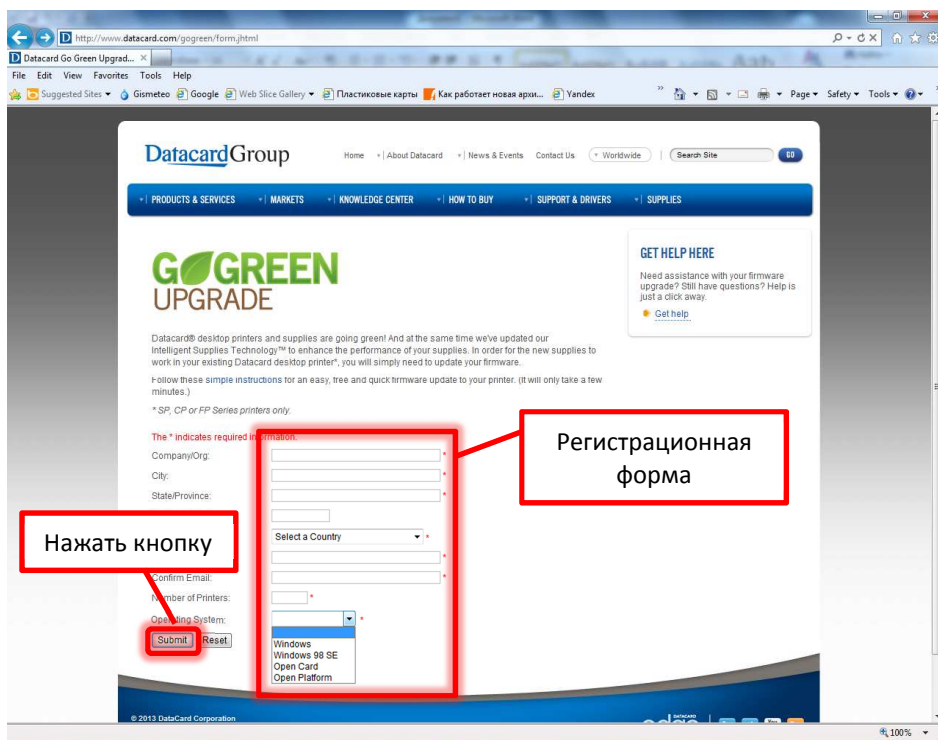 http://www.datacard.com/gogreen/form.jhtml
Datacard Go Green Upgrad...
File Edit View Favorites Tools Help
Suggested Sites Gismeteo Google Web Slice Gallery Пластиковые карты Как работает новая архи... Yandex Page Safety Tools
DatacardGroup
Home About Datacard News & Events Contact Us Worldwide Search Site GO
PRODUCTS & SERVICES MARKETS KNOWLEDGE CENTER HOW TO BUY SUPPORT & DRIVERS SUPPLIES
GO GREEN
UPGRADE
GET HELP HERE
Need assistance with your firmware
upgrade? Still have questions? Help is
just a click away.
Get help
Datacard® desktop printers and supplies are going green! And at the same time we've updated our
Intelligent Supplies Technology™ to enhance the performance of your supplies. In order for the new supplies to
work in your existing Datacard desktop printer*, you will simply need to update your firmware.
Follow these simple instructions for an easy, free and quick firmware update to your printer. (It will only take a few
minutes.)
* SP, CP or FP Series printers only.
The * indicates required information.
Company/Org: *
City: *
State/Province: *
Регистрационная
форма
Select a Country *
*
Нажать кнопку
Confirm Email: *
Number of Printers: *
Operating System: *
Submit Reset
Windows
Windows 98 SE
Open Card
Open Platform
© 2013 DataCard Corporation
100%